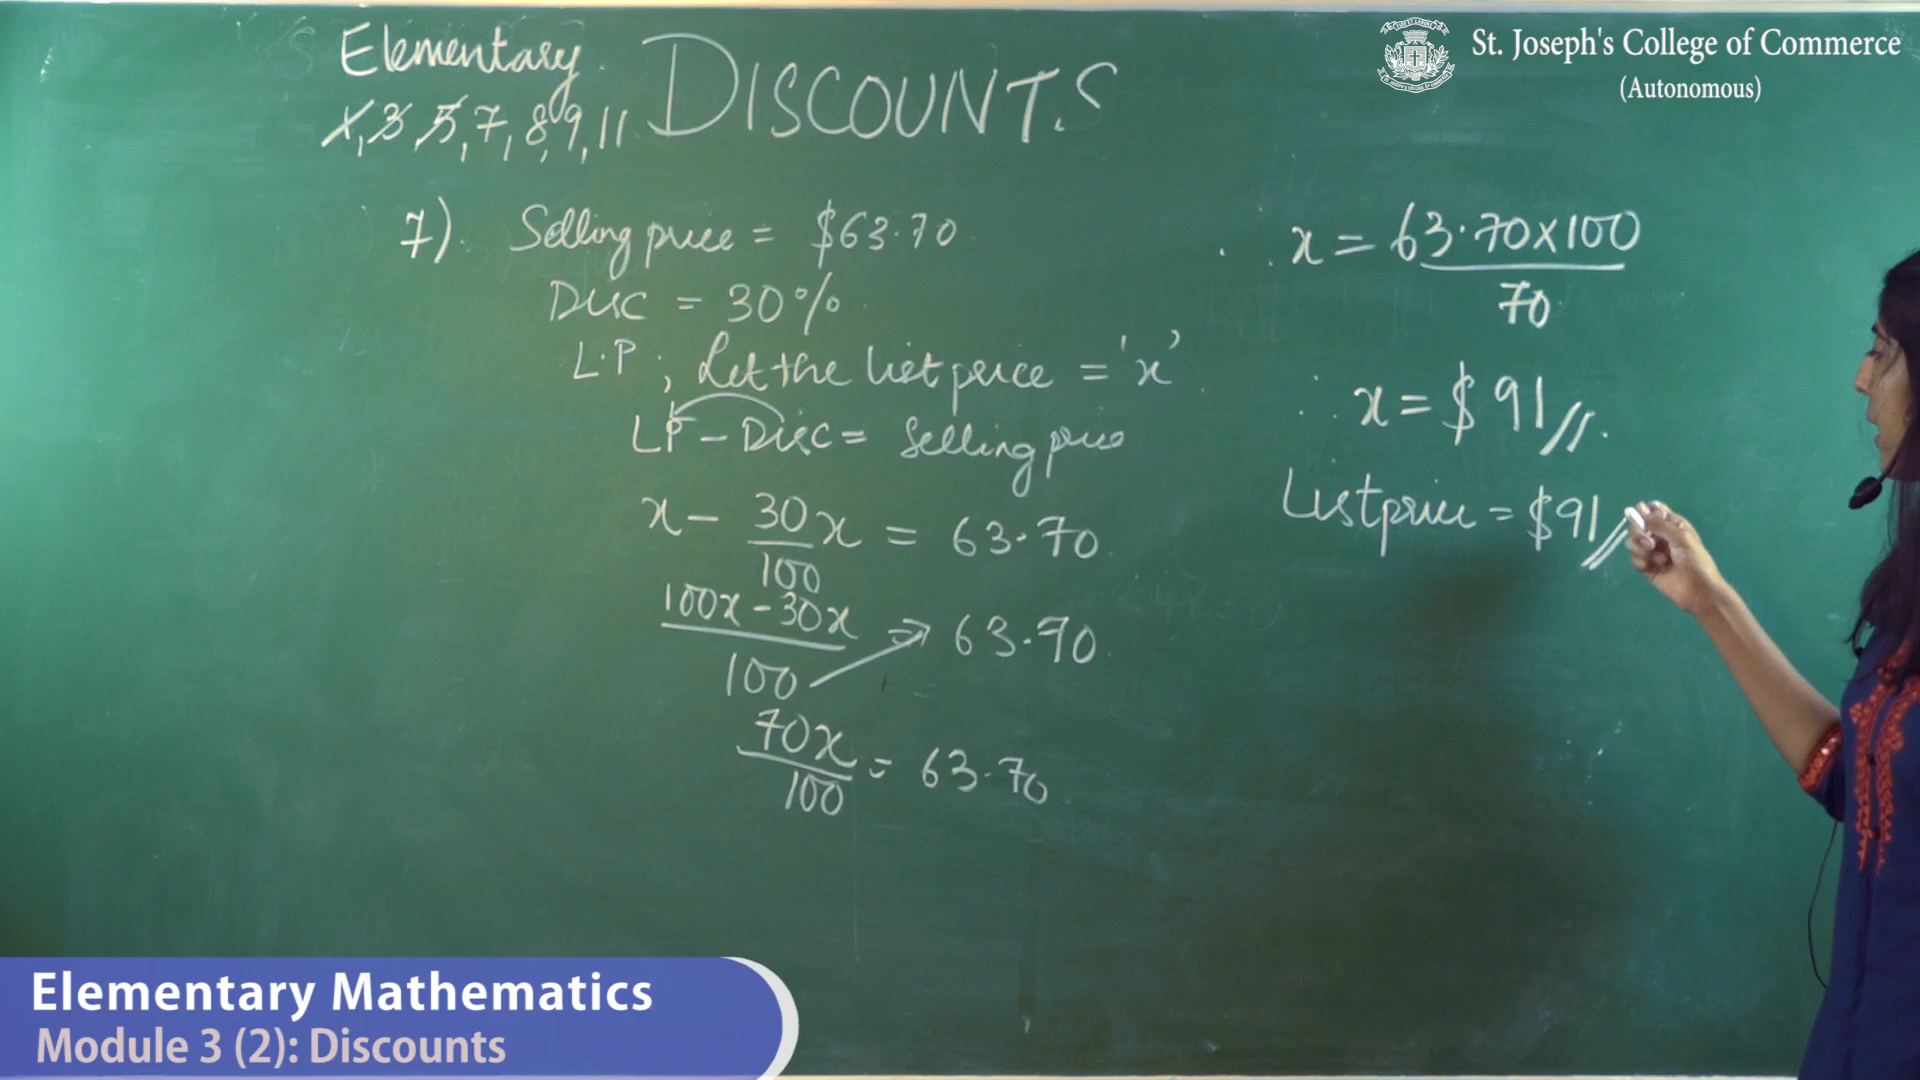 Elementary
1, 3, 5, 7, 8, 9, 11
DISCOUNTS
7) Selling price = $63.70
Disc = 30%
L.P ; Let the list price = 'x'
LP - Disc = Selling price
x - 30/100 x = 63.70
100x - 30x / 100 = 63.70
70x / 100 = 63.70
x = 63.70x100 / 70
∴ x = $91//.
List price = $91//
St. Joseph's College of Commerce
(Autonomous)
Elementary Mathematics
Module 3 (2): Discounts